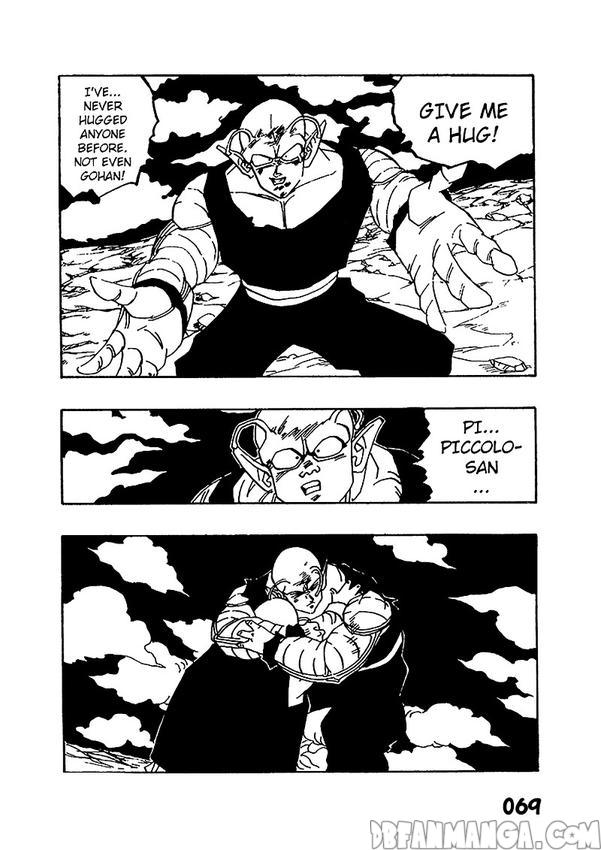 I'VE...
NEVER
HUGGED
ANYONE
BEFORE.
NOT EVEN
GOHAN!
GIVE ME
A HUG!
PI...
PICCOLO-
SAN
...
069
DBFANMANGA.COM